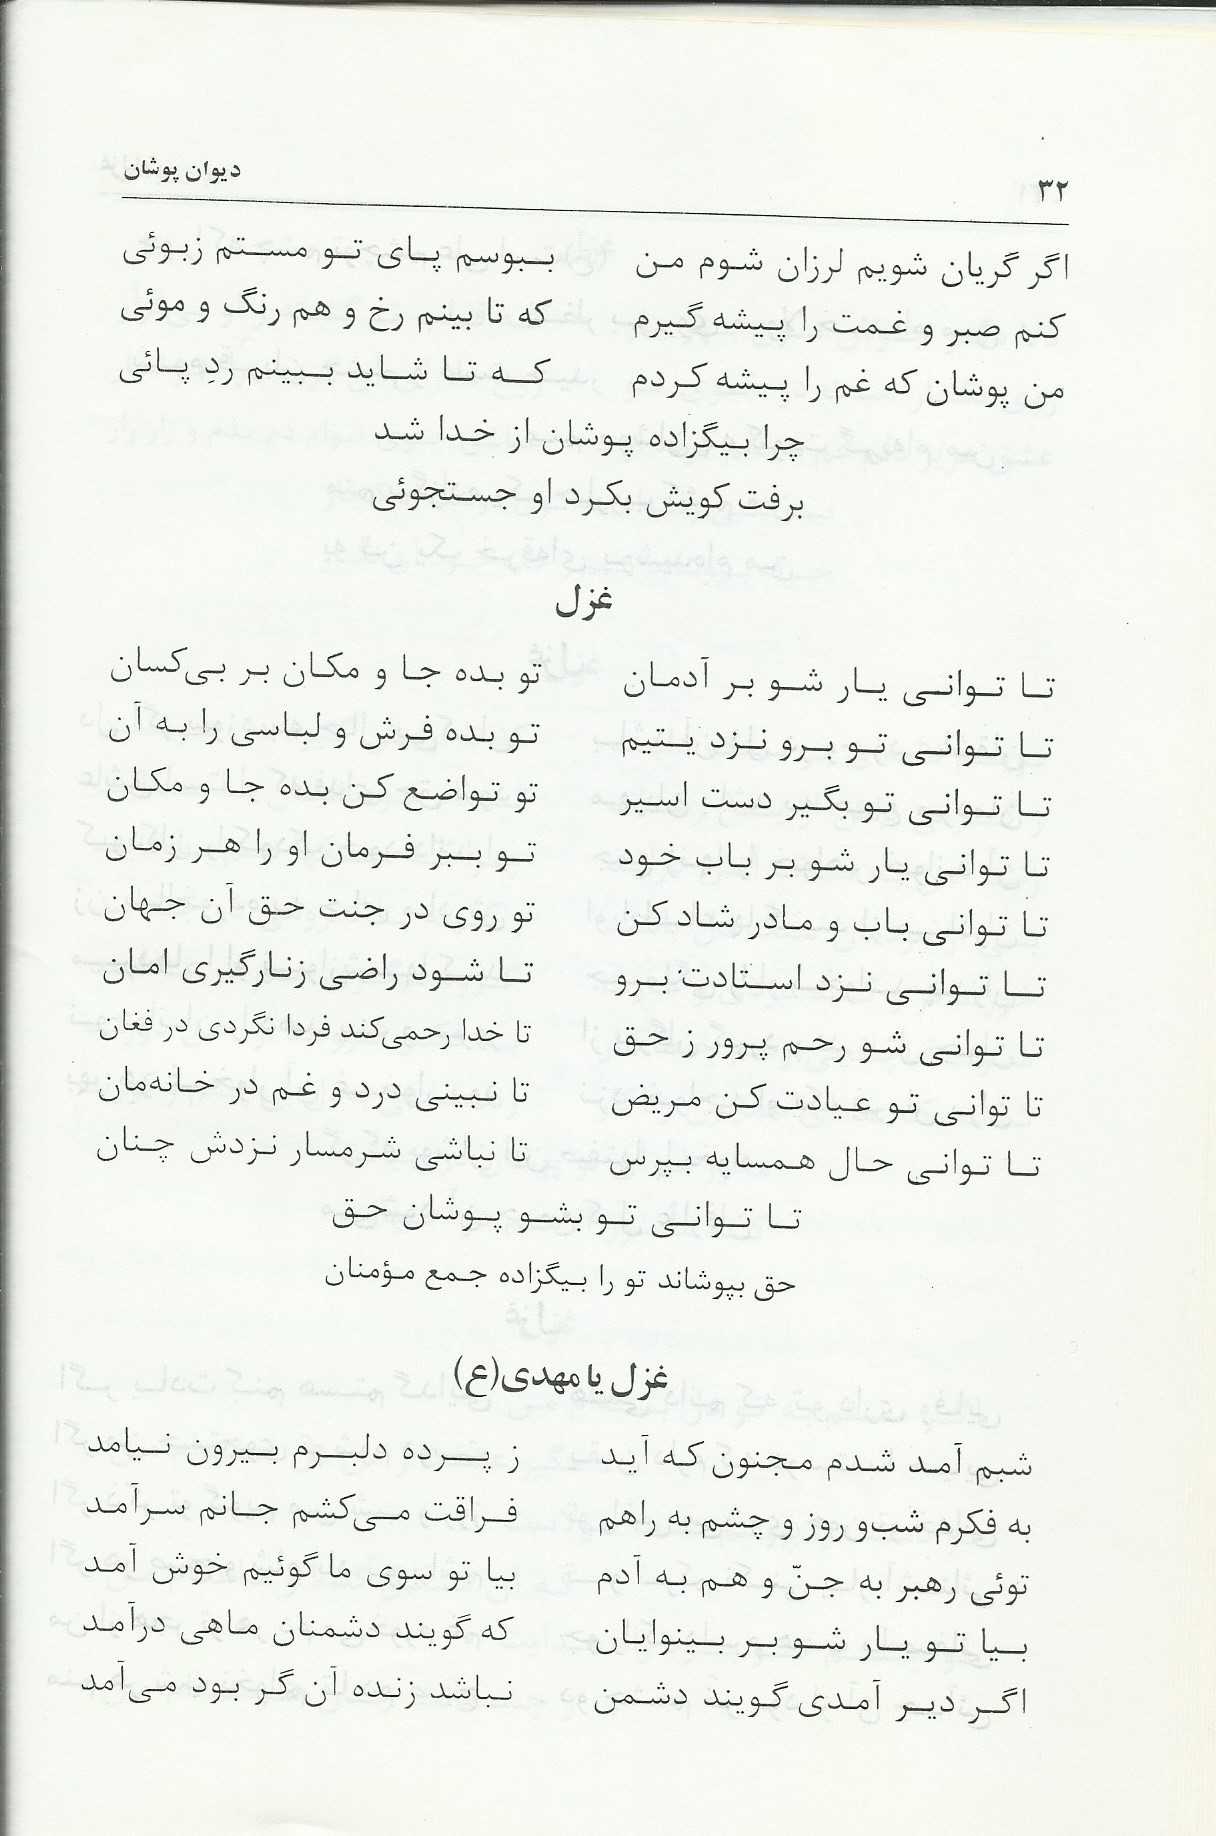 ۳۲ دیوان پوشان
اگر گریان شویم لرزان شوم من ببوسم پای تو مستم زبوئی
کنم صبر و غمت را پیشه گیرم که تا بینم رخ و هم رنگ و موئی
من پوشان که غم را پیشه کردم که تا شاید ببینم ردِ پائی
چرا بیگزاده پوشان از خدا شد
برفت کویش بکرد او جستجوئی
غزل
تا توانی یار شو بر آدمان تو بده جا و مکان بر بی‌کسان
تا توانی تو برو نزد یتیم تو بده فرش و لباسی را به آن
تا توانی تو بگیر دست اسیر تو تواضع کن بده جا و مکان
تا توانی یار شو بر باب خود تو ببر فرمان او را هر زمان
تا توانی باب و مادر شاد کن تو روی در جنت حق آن جهان
تا توانی نزد استادت برو تا شود راضی زنارگیری امان
تا توانی شو رحم پرور ز حق تا خدا رحمی‌کند فردا نگردی در فغان
تا توانی تو عیادت کن مریض تا نبینی درد و غم در خانه‌مان
تا توانی حال همسایه بپرس تا نباشی شرمسار نزدش چنان
تا توانی تو بشو پوشان حق
حق بپوشاند تو را بیگزاده جمع مؤمنان
غزل یا مهدی(ع)
شبم آمد شدم مجنون که آید ز پرده دلبرم بیرون نیامد
به فکرم شب‌و روز و چشم به راهم فراقت می‌کشم جانم سرآمد
توئی رهبر به جنّ و هم به آدم بیا تو سوی ما گوئیم خوش آمد
بیا تو یار شو بر بینوایان که گویند دشمنان ماهی درآمد
اگر دیر آمدی گویند دشمن نباشد زنده آن گر بود می‌آمد